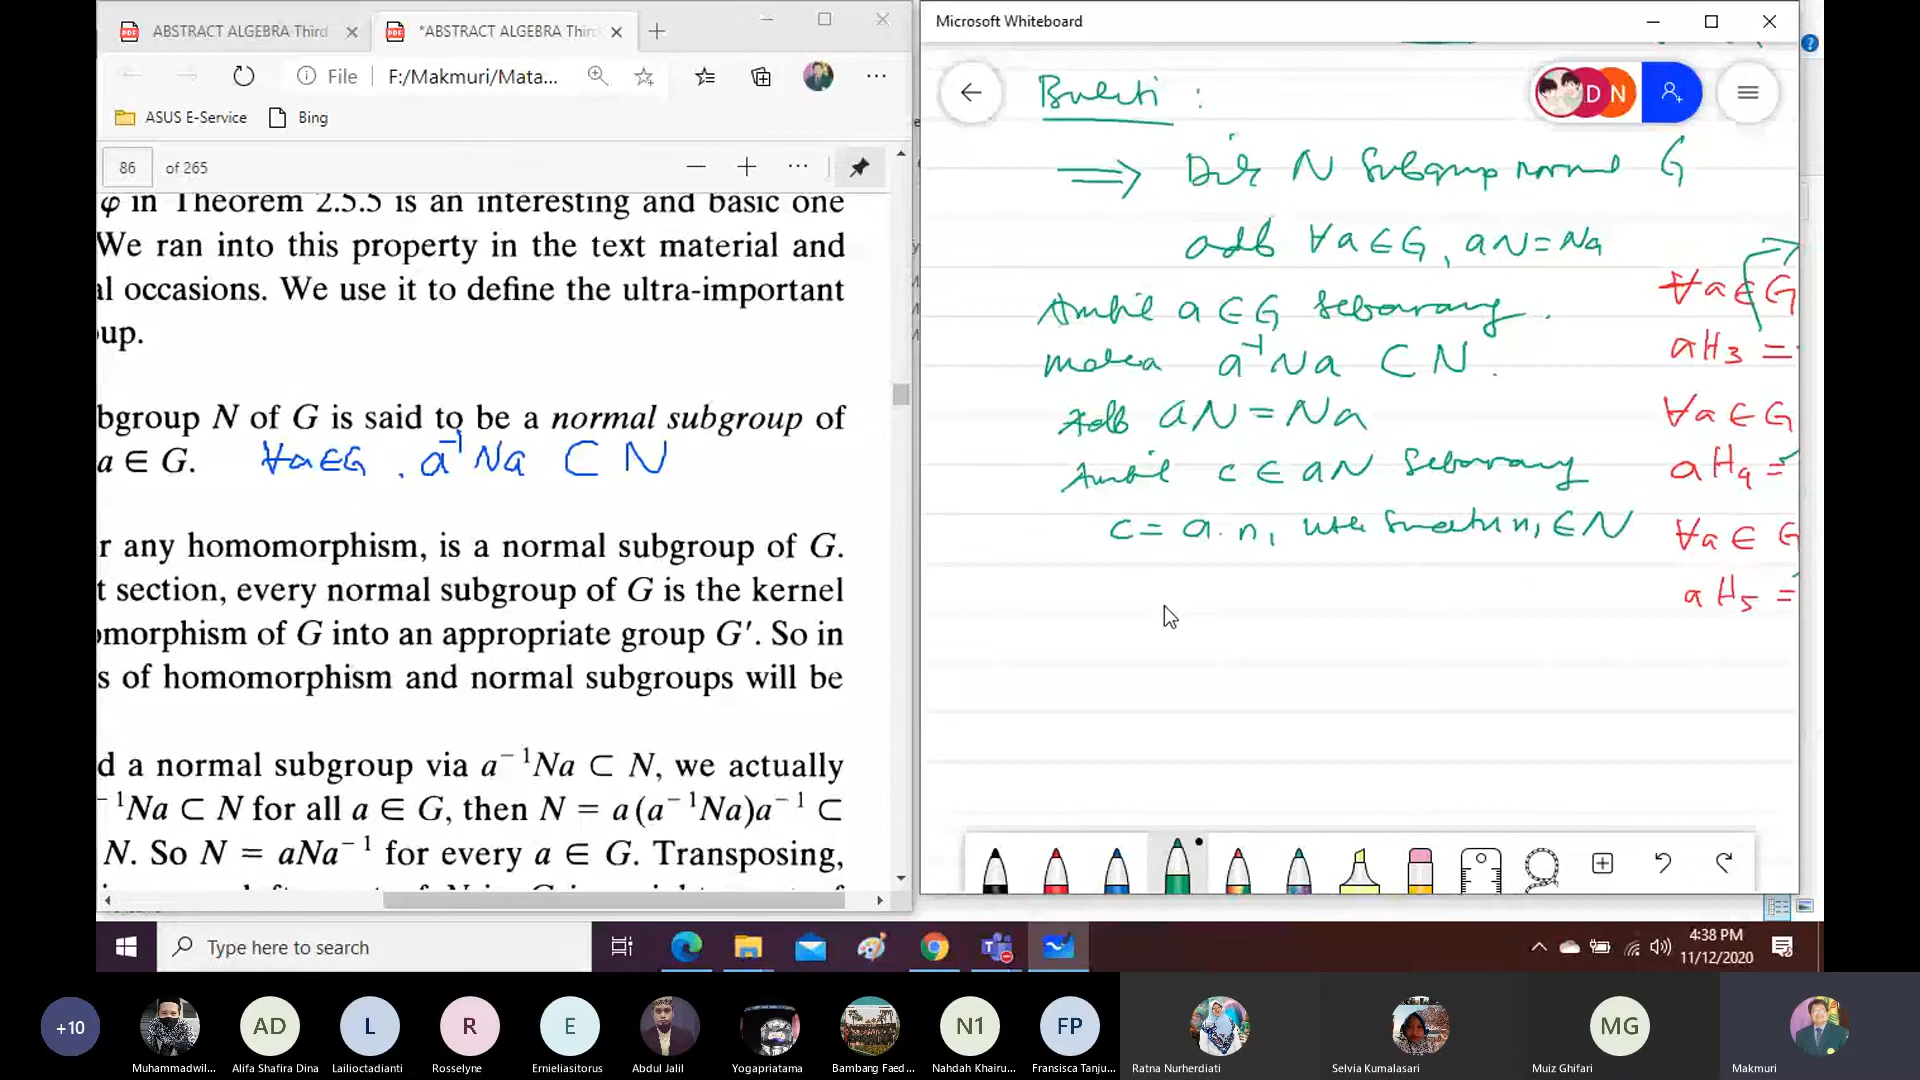 ABSTRACT ALGEBRA Third
*ABSTRACT ALGEBRA Thir
File
F:/Makmuri/Mata...
ASUS E-Service
Bing
86
of 265
φ in Theorem 2.5.5 is an interesting and basic one
We ran into this property in the text material and
al occasions. We use it to define the ultra-important
up.
bgroup N of G is said to be a normal subgroup of
a ∈ G.
∀a∈G, a⁻¹Na ⊂ N
r any homomorphism, is a normal subgroup of G.
t section, every normal subgroup of G is the kernel
omorphism of G into an appropriate group G′. So in
s of homomorphism and normal subgroups will be
d a normal subgroup via a⁻¹Na ⊂ N, we actually
⁻¹Na ⊂ N for all a ∈ G, then N = a(a⁻¹Na)a⁻¹ ⊂
N. So N = aNa⁻¹ for every a ∈ G. Transposing,
Microsoft Whiteboard
D N
Bukti :
⟹ Dik N Subgrup normal G
adb ∀a∈G, aN=Na
Ambil a∈G sebarang.
maka a⁻¹Na ⊂ N.
Adb aN=Na
Ambil c∈aN sebarang
c = a.n₁ utk suatu n₁∈N
∀a∈G
aH₃ =
∀a∈G
aH₄ =
∀a∈G
aH₅ =
Type here to search
4:38 PM
11/12/2020
+10
AD
L
R
E
N1
FP
MG
Muhammadwil...
Alifa Shafira Dina
Lailioctadianti
Rosselyne
Ernieliasitorus
Abdul Jalil
Yogapriatama
Bambang Faed...
Nahdah Khairu...
Fransisca Tanju...
Ratna Nurherdiati
Selvia Kumalasari
Muiz Ghifari
Makmuri